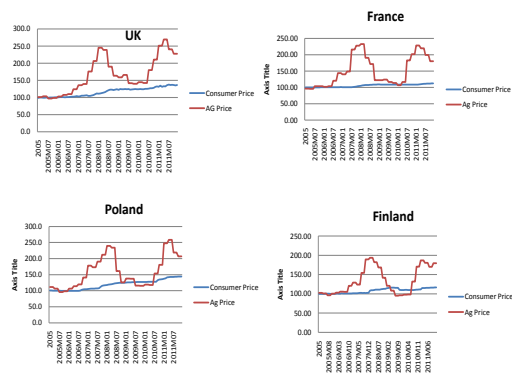 UK
300.0
250.0
200.0
150.0
100.0
50.0
0.0
2005
2005M07
2006M01
2006M07
2007M01
2007M07
2008M01
2008M07
2009M01
2009M07
2010M01
2010M07
2011M01
2011M07
Consumer Price
AG Price
France
Axis Title
250.00
200.00
150.00
100.00
50.00
0.00
2005
2005M07
2006M01
2006M07
2007M01
2007M07
2008M01
2008M07
2009M01
2009M07
2010M01
2010M07
2011M01
2011M07
Consumer Price
Ag Price
Poland
Axis Title
300.0
250.0
200.0
150.0
100.0
50.0
0.0
2005
2005M07
2006M01
2006M07
2007M01
2007M07
2008M01
2008M07
2009M01
2009M07
2010M01
2010M07
2011M01
2011M07
Consumer Price
Ag Price
Finland
Axis Title
250.00
200.00
150.00
100.00
50.00
0.00
2005
2005M08
2006M03
2006M10
2007M05
2007M12
2008M07
2009M02
2009M09
2010M04
2010M11
2011M06
Consumer Price
Ag Price